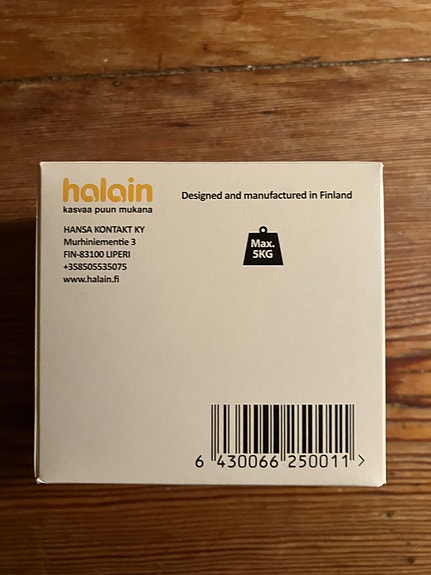 halain
kasvaa puun mukana
Designed and manufactured in Finland
HANSA KONTAKT KY
Murhiniementie 3
FIN-83100 LIPERI
+358505535075
www.halain.fi
Max.
5KG
6 430066 250011 >